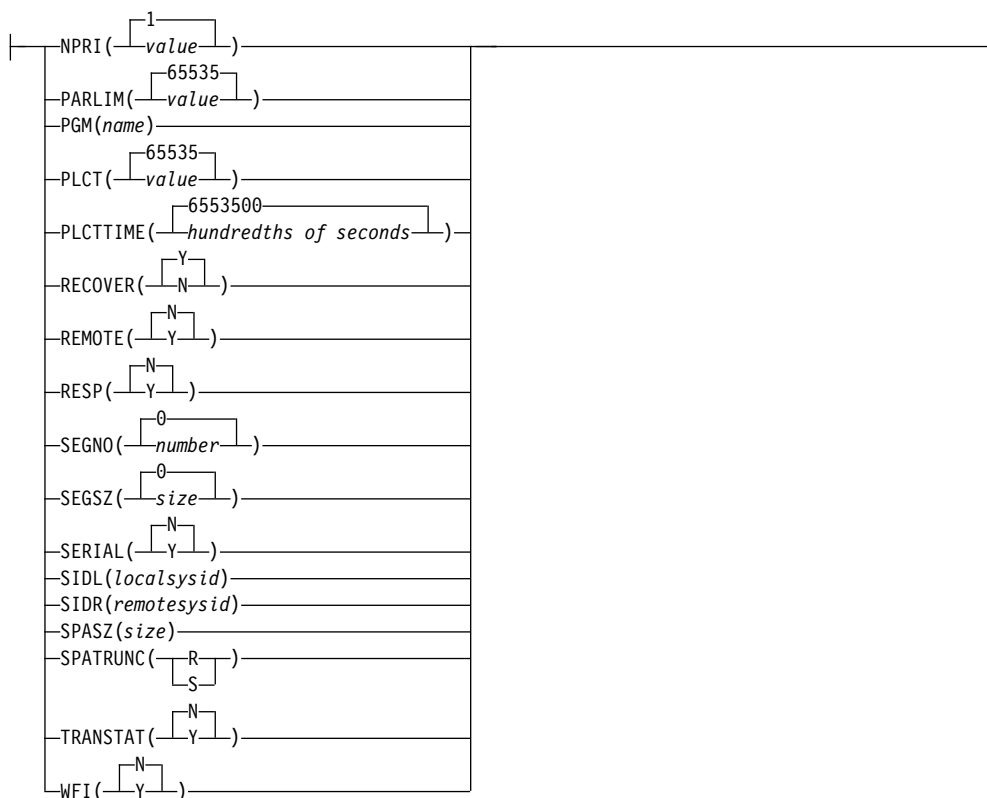 1
NPRI(value)
65535
PARLIM(value)
PGM(name)
65535
PLCT(value)
6553500
PLCTTIME(hundredths of seconds)
Y
RECOVER(N)
N
REMOTE(Y)
N
RESP(Y)
0
SEGNO(number)
0
SEGSZ(size)
N
SERIAL(Y)
SIDL(localsysid)
SIDR(remotesysid)
SPASZ(size)
SPATRUNC(R)
S
N
TRANSTAT(Y)
N
WFI(Y)